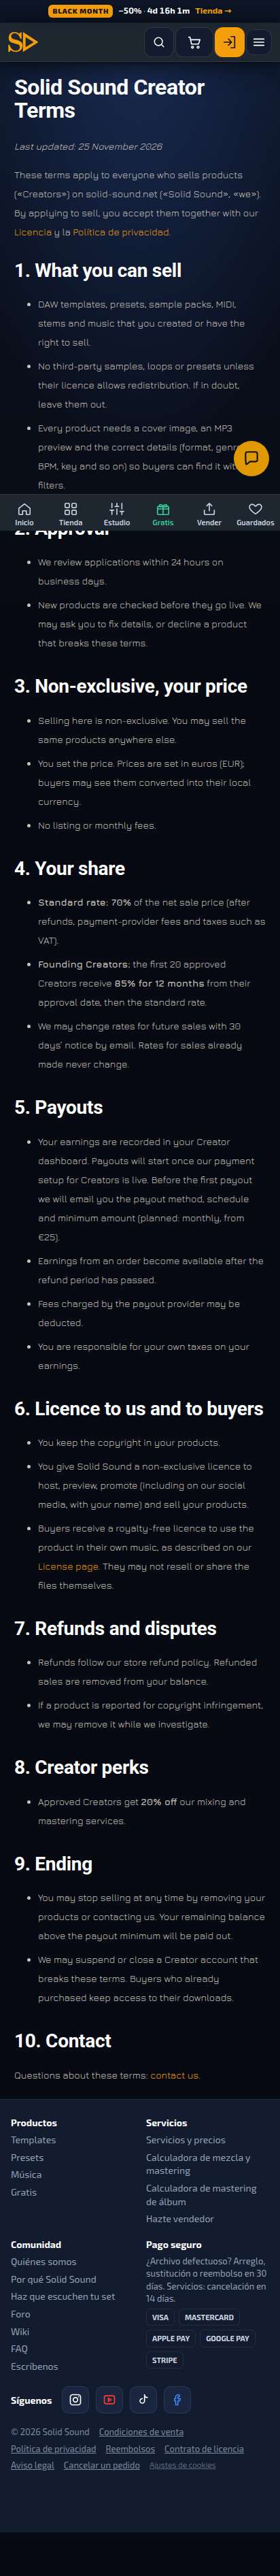 BLACK MONTH −50% · 4d 16h 1m Tienda →
Solid Sound Creator
Terms
Last updated: 25 November 2026
These terms apply to everyone who sells products
(«Creators») on solid-sound.net («Solid Sound», «we»).
By applying to sell, you accept them together with our
Licencia y la Política de privacidad.
1. What you can sell
DAW templates, presets, sample packs, MIDI,
stems and music that you created or have the
right to sell.
No third-party samples, loops or presets unless
their licence allows redistribution. If in doubt,
leave them out.
Every product needs a cover image, an MP3
preview and the correct details (format, genre,
BPM, key and so on) so buyers can find it with
filters.
Inicio Tienda Estudio Gratis Vender Guardados
2. Approval
We review applications within 24 hours on
business days.
New products are checked before they go live. We
may ask you to fix details, or decline a product
that breaks these terms.
3. Non-exclusive, your price
Selling here is non-exclusive. You may sell the
same products anywhere else.
You set the price. Prices are set in euros (EUR);
buyers may see them converted into their local
currency.
No listing or monthly fees.
4. Your share
Standard rate: 70% of the net sale price (after
refunds, payment-provider fees and taxes such as
VAT).
Founding Creators: the first 20 approved
Creators receive 85% for 12 months from their
approval date, then the standard rate.
We may change rates for future sales with 30
days' notice by email. Rates for sales already
made never change.
5. Payouts
Your earnings are recorded in your Creator
dashboard. Payouts will start once our payment
setup for Creators is live. Before the first payout
we will email you the payout method, schedule
and minimum amount (planned: monthly, from
€25).
Earnings from an order become available after the
refund period has passed.
Fees charged by the payout provider may be
deducted.
You are responsible for your own taxes on your
earnings.
6. Licence to us and to buyers
You keep the copyright in your products.
You give Solid Sound a non-exclusive licence to
host, preview, promote (including on our social
media, with your name) and sell your products.
Buyers receive a royalty-free licence to use the
product in their own music, as described on our
License page. They may not resell or share the
files themselves.
7. Refunds and disputes
Refunds follow our store refund policy. Refunded
sales are removed from your balance.
If a product is reported for copyright infringement,
we may remove it while we investigate.
8. Creator perks
Approved Creators get 20% off our mixing and
mastering services.
9. Ending
You may stop selling at any time by removing your
products or contacting us. Your remaining balance
above the payout minimum will be paid out.
We may suspend or close a Creator account that
breaks these terms. Buyers who already
purchased keep access to their downloads.
10. Contact
Questions about these terms: contact us.
Productos
Templates
Presets
Música
Gratis
Servicios
Servicios y precios
Calculadora de mezcla y
mastering
Calculadora de mastering
de álbum
Hazte vendedor
Comunidad
Quiénes somos
Por qué Solid Sound
Haz que escuchen tu set
Foro
Wiki
FAQ
Escríbenos
Pago seguro
¿Archivo defectuoso? Arreglo,
sustitución o reembolso en 30
días. Servicios: cancelación en
14 días.
VISA MASTERCARD
APPLE PAY GOOGLE PAY
STRIPE
Síguenos
© 2026 Solid Sound Condiciones de venta
Política de privacidad Reembolsos Contrato de licencia
Aviso legal Cancelar un pedido Ajustes de cookies